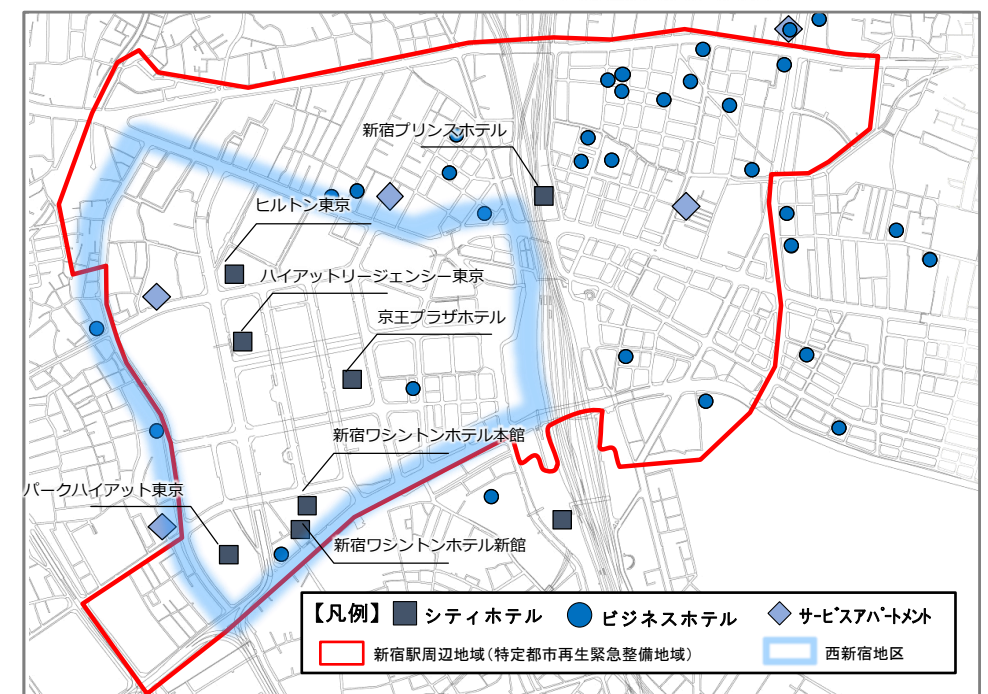 新宿プリンスホテル
ヒルトン東京
ハイアットリージェンシー東京
京王プラザホテル
新宿ワシントンホテル本館
パークハイアット東京
新宿ワシントンホテル新館
【凡例】 シティホテル ビジネスホテル サービスアパートメント
新宿駅周辺地域(特定都市再生緊急整備地域) 西新宿地区